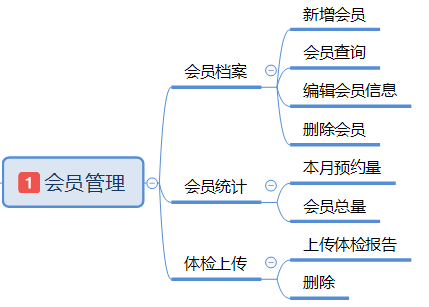 1 会员管理
会员档案
新增会员
会员查询
编辑会员信息
删除会员
会员统计
本月预约量
会员总量
体检上传
上传体检报告
删除